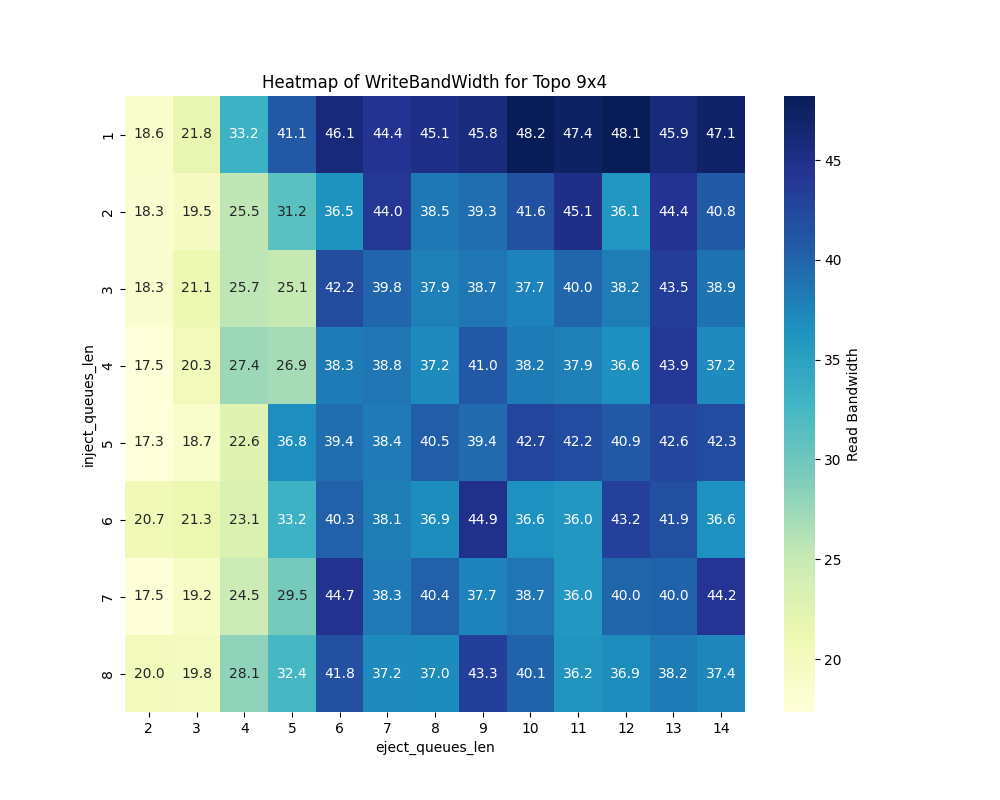 Heatmap of WriteBandWidth for Topo 9x4
1 18.6 21.8 33.2 41.1 46.1 44.4 45.1 45.8 48.2 47.4 48.1 45.9 47.1
2 18.3 19.5 25.5 31.2 36.5 44.0 38.5 39.3 41.6 45.1 36.1 44.4 40.8
3 18.3 21.1 25.7 25.1 42.2 39.8 37.9 38.7 37.7 40.0 38.2 43.5 38.9
4 17.5 20.3 27.4 26.9 38.3 38.8 37.2 41.0 38.2 37.9 36.6 43.9 37.2
5 17.3 18.7 22.6 36.8 39.4 38.4 40.5 39.4 42.7 42.2 40.9 42.6 42.3
6 20.7 21.3 23.1 33.2 40.3 38.1 36.9 44.9 36.6 36.0 43.2 41.9 36.6
7 17.5 19.2 24.5 29.5 44.7 38.3 40.4 37.7 38.7 36.0 40.0 40.0 44.2
8 20.0 19.8 28.1 32.4 41.8 37.2 37.0 43.3 40.1 36.2 36.9 38.2 37.4
2 3 4 5 6 7 8 9 10 11 12 13 14
eject_queues_len
inject_queues_len
45
40
35
30
25
20
Read Bandwidth